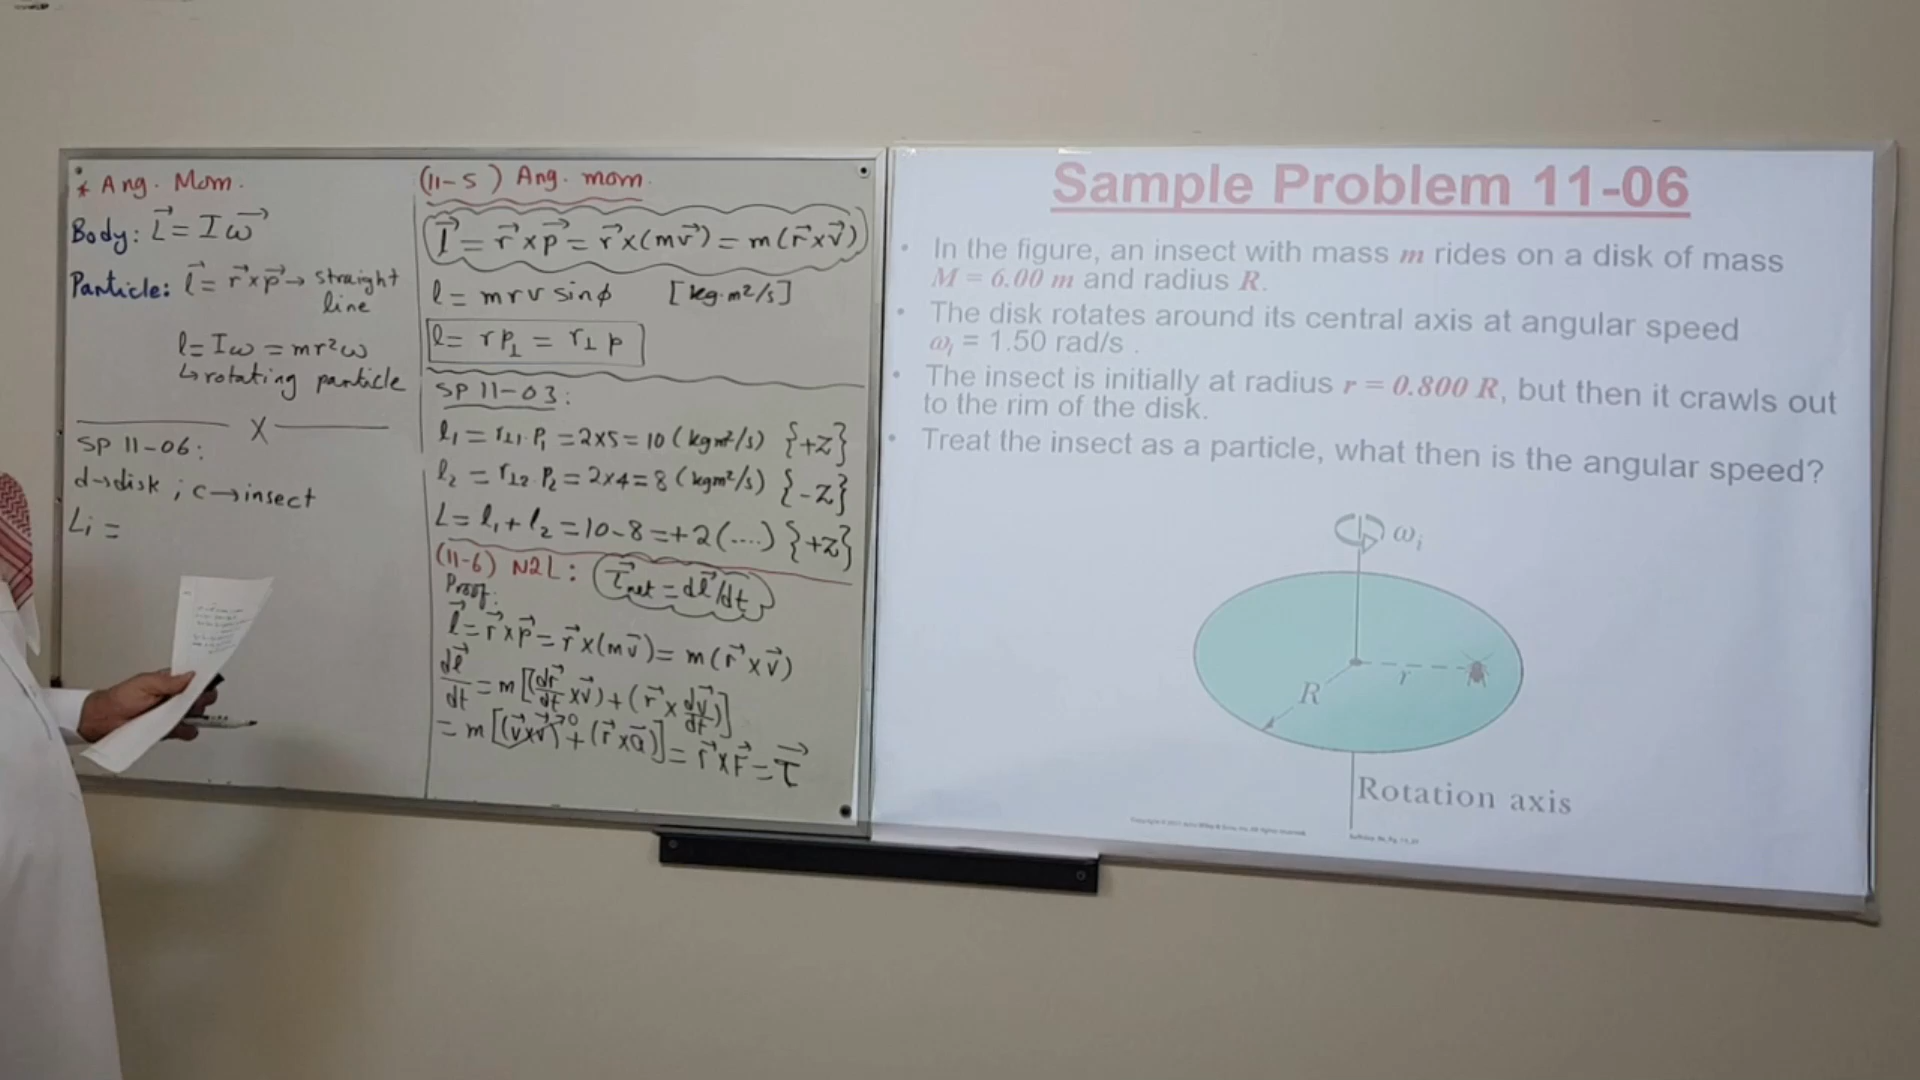 * Ang. Mom.
Body: L⃗ = I ω⃗
Particle: l⃗ = r⃗ × p⃗ → straight
line
l = Iω = mr²ω
↳ rotating particle
X
SP 11-06:
d → disk ; c → insect
Li =
(11-5) Ang. mom.
l⃗ = r⃗ × p⃗ = r⃗ × (m v⃗) = m (r⃗ × v⃗)
l = m r v sin ϕ [kg·m²/s]
l = r p⊥ = r⊥ p
SP 11-03:
l₁ = r⊥₁ · P₁ = 2×5 = 10 (kgm²/s) {+z}
l₂ = r⊥₂ · P₂ = 2×4 = 8 (kgm²/s) {-z}
L = l₁ + l₂ = 10 - 8 = +2 (....) {+z}
(11-6) N2L: τ⃗net = dl⃗/dt
Proof:
l⃗ = r⃗ × p⃗ = r⃗ × (m v⃗) = m (r⃗ × v⃗)
dl⃗/dt = m [(dr⃗/dt × v⃗) + (r⃗ × dv⃗/dt)]
= m [(v⃗ × v⃗)→0 + (r⃗ × a⃗)] = r⃗ × F⃗ = τ⃗
Sample Problem 11-06
• In the figure, an insect with mass m rides on a disk of mass
M = 6.00 m and radius R.
• The disk rotates around its central axis at angular speed
ωi = 1.50 rad/s .
• The insect is initially at radius r = 0.800 R, but then it crawls out
to the rim of the disk.
• Treat the insect as a particle, what then is the angular speed?
ωi
r
R
Rotation axis